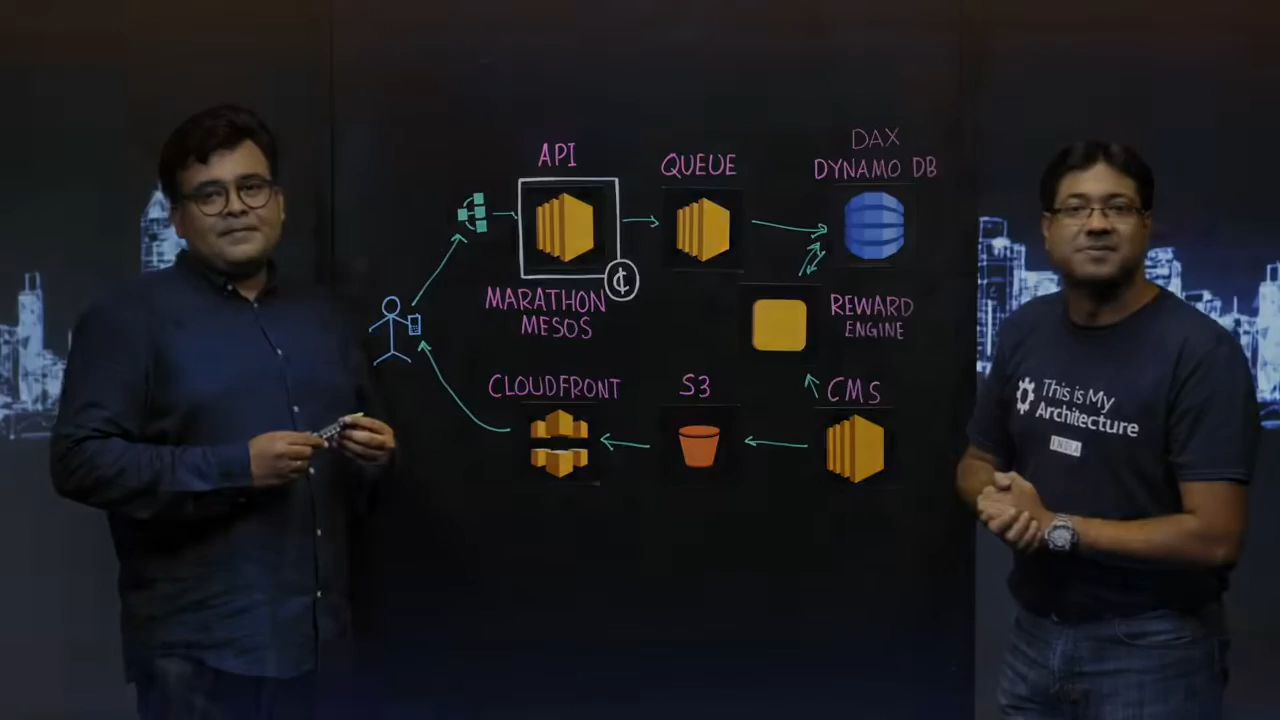 DAX
API
QUEUE
DYNAMO DB
MARATHON
MESOS
REWARD
ENGINE
CLOUDFRONT
S3
CMS
This is My
Architecture
INDIA